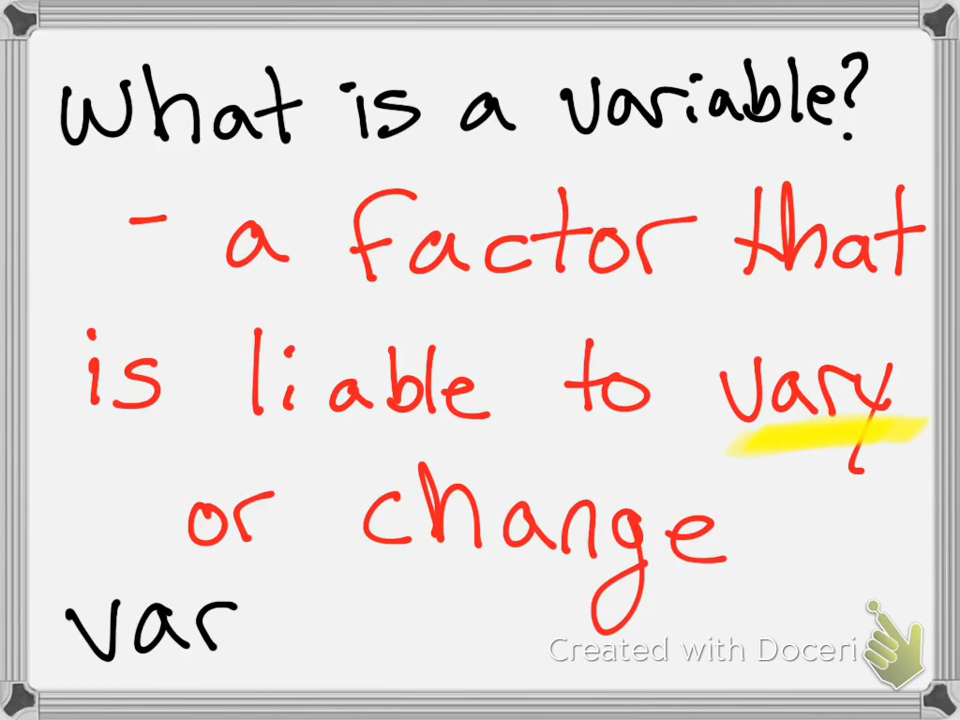 What is a variable?
- a factor that
is liable to vary
or change
var
Created with Doceri